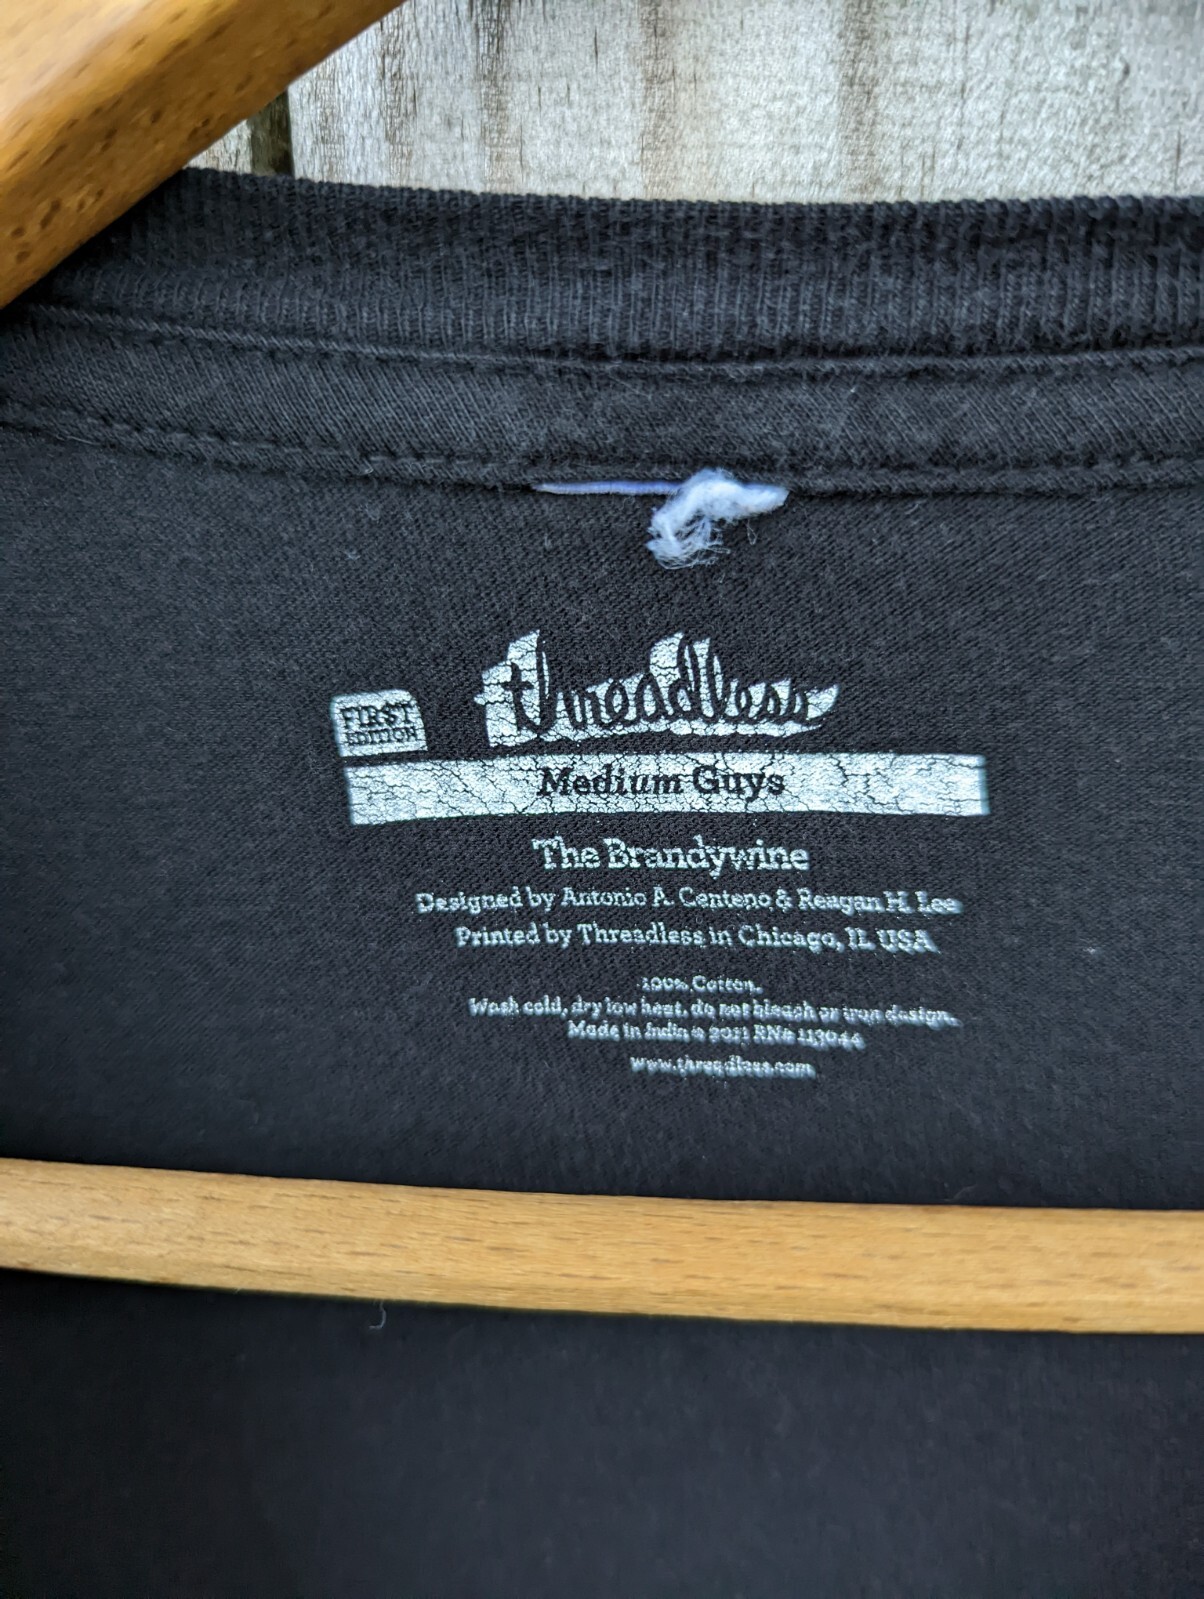 threadless
FIRST
EDITION
Medium Guys
The Brandywine
Designed by Antonio A. Centeno & Reagan H. Lee
Printed by Threadless in Chicago, IL USA
100% Cotton.
Wash cold, dry low heat, do not bleach or iron design.
Made in India © 2011 RN# 113044
www.threadless.com